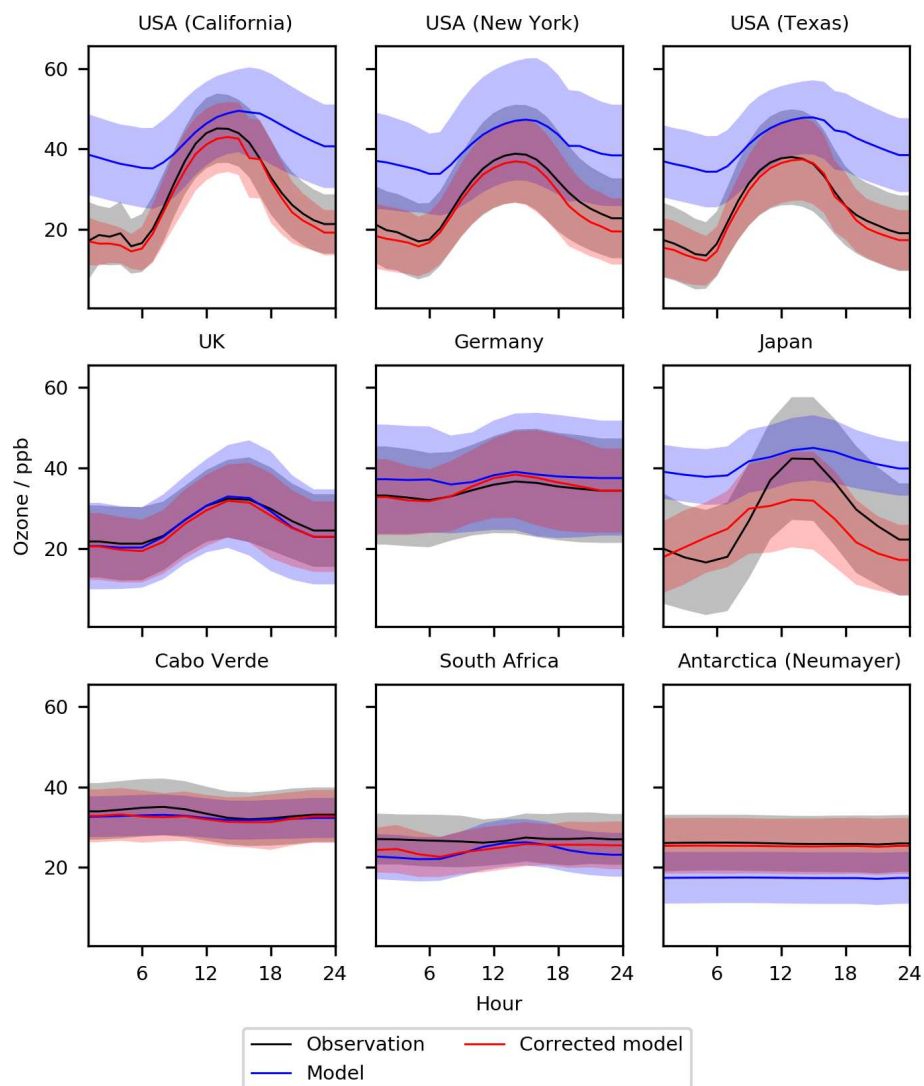 USA (California) USA (New York) USA (Texas)
60
40
20
UK Germany Japan
60
40
20
Ozone / ppb
Cabo Verde South Africa Antarctica (Neumayer)
60
40
20
6 12 18 24 6 12 18 24 6 12 18 24
Hour
Observation Corrected model
Model